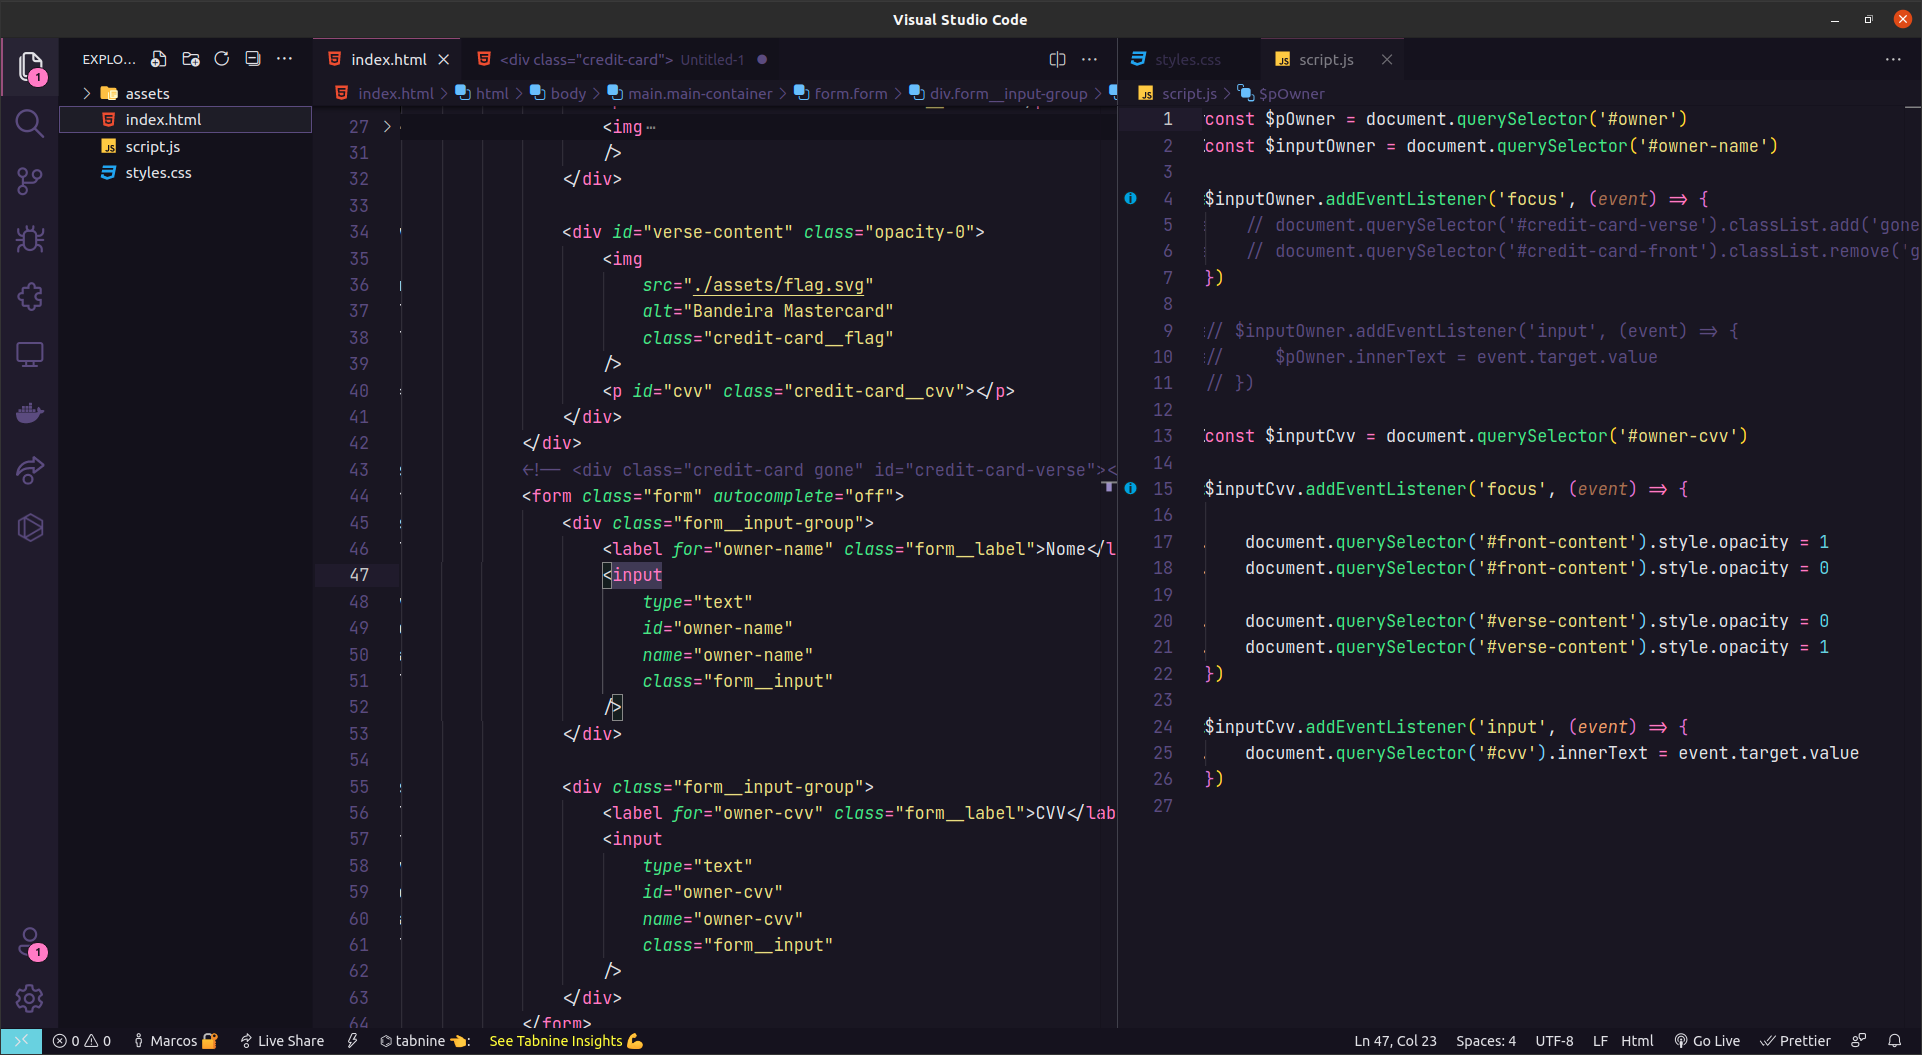 Visual Studio Code
EXPLO...
1
assets
index.html
script.js
styles.css
index.html
<div class="credit-card"> Untitled-1
index.html > html > body > main.main-container > form.form > div.form__input-group >
27 <img
31 />
32 </div>
33
34 <div id="verse-content" class="opacity-0">
35 <img
36 src="./assets/flag.svg"
37 alt="Bandeira Mastercard"
38 class="credit-card__flag"
39 />
40 <p id="cvv" class="credit-card__cvv"></p>
41 </div>
42 </div>
43 <!-- <div class="credit-card gone" id="credit-card-verse"><
44 <form class="form" autocomplete="off">
45 <div class="form__input-group">
46 <label for="owner-name" class="form__label">Nome</l
47 <input
48 type="text"
49 id="owner-name"
50 name="owner-name"
51 class="form__input"
52 />
53 </div>
54
55 <div class="form__input-group">
56 <label for="owner-cvv" class="form__label">CVV</lab
57 <input
58 type="text"
59 id="owner-cvv"
60 name="owner-cvv"
61 class="form__input"
62 />
63 </div>
64 </form>
styles.css
JS script.js
JS script.js > $pOwner
1 const $pOwner = document.querySelector('#owner')
2 const $inputOwner = document.querySelector('#owner-name')
3
4 $inputOwner.addEventListener('focus', (event) => {
5 // document.querySelector('#credit-card-verse').classList.add('gone
6 // document.querySelector('#credit-card-front').classList.remove('g
7 })
8
9 // $inputOwner.addEventListener('input', (event) => {
10 // $pOwner.innerText = event.target.value
11 // })
12
13 const $inputCvv = document.querySelector('#owner-cvv')
14
15 $inputCvv.addEventListener('focus', (event) => {
16
17 document.querySelector('#front-content').style.opacity = 1
18 document.querySelector('#front-content').style.opacity = 0
19
20 document.querySelector('#verse-content').style.opacity = 0
21 document.querySelector('#verse-content').style.opacity = 1
22 })
23
24 $inputCvv.addEventListener('input', (event) => {
25 document.querySelector('#cvv').innerText = event.target.value
26 })
27
1
0 0 Marcos 🔐 Live Share tabnine 👈: See Tabnine Insights 💪 Ln 47, Col 23 Spaces: 4 UTF-8 LF Html Go Live Prettier